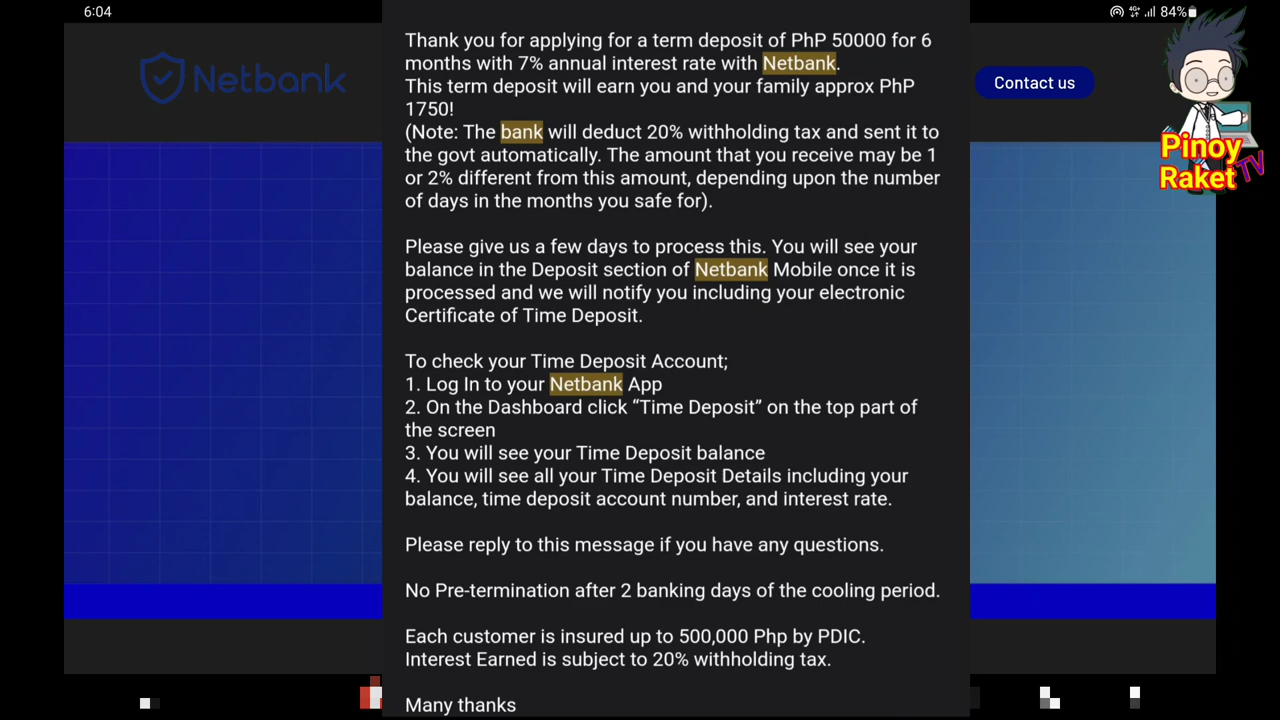 6:04
4G
84%
Netbank
Contact us
Pinoy
Raket TV
Thank you for applying for a term deposit of PhP 50000 for 6
months with 7% annual interest rate with Netbank.
This term deposit will earn you and your family approx PhP
1750!
(Note: The bank will deduct 20% withholding tax and sent it to
the govt automatically. The amount that you receive may be 1
or 2% different from this amount, depending upon the number
of days in the months you safe for).
Please give us a few days to process this. You will see your
balance in the Deposit section of Netbank Mobile once it is
processed and we will notify you including your electronic
Certificate of Time Deposit.
To check your Time Deposit Account;
1. Log In to your Netbank App
2. On the Dashboard click “Time Deposit” on the top part of
the screen
3. You will see your Time Deposit balance
4. You will see all your Time Deposit Details including your
balance, time deposit account number, and interest rate.
Please reply to this message if you have any questions.
No Pre-termination after 2 banking days of the cooling period.
Each customer is insured up to 500,000 Php by PDIC.
Interest Earned is subject to 20% withholding tax.
Many thanks